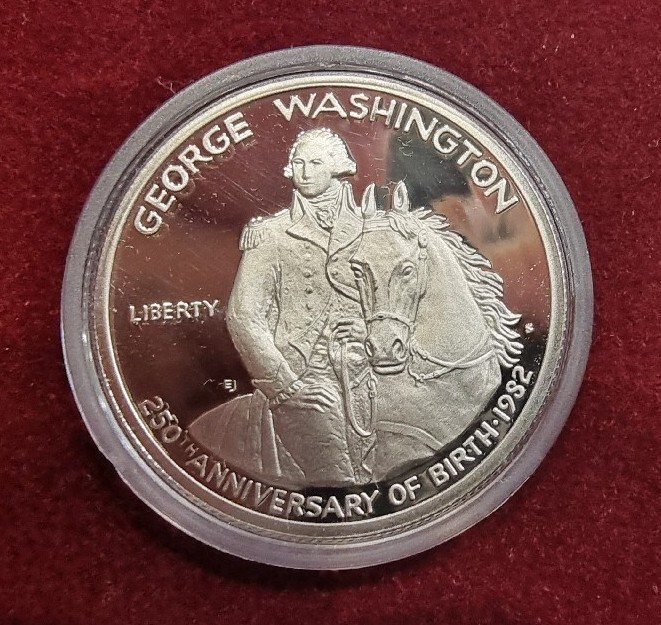 GEORGE WASHINGTON
LIBERTY
S
EJ
250TH ANNIVERSARY OF BIRTH·1982